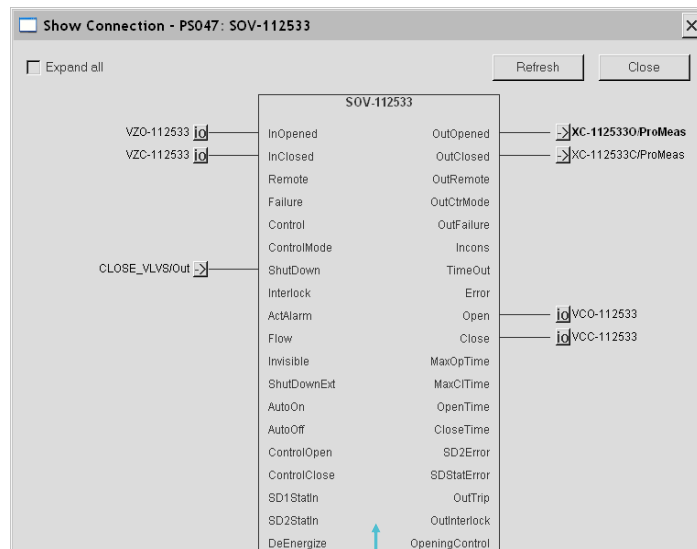 Show Connection - PS047: SOV-112533
Expand all
Refresh
Close
SOV-112533
VZO-112533 io InOpened OutOpened -> XC-112533O/ProMeas
VZC-112533 io InClosed OutClosed -> XC-112533C/ProMeas
Remote OutRemote
Failure OutCtrMode
Control OutFailure
ControlMode Incons
CLOSE_VLVS/Out -> ShutDown TimeOut
Interlock Error
ActAlarm Open io VCO-112533
Flow Close io VCC-112533
Invisible MaxOpTime
ShutDownExt MaxClTime
AutoOn OpenTime
AutoOff CloseTime
ControlOpen SD2Error
ControlClose SDStatError
SD1StatIn OutTrip
SD2StatIn OutInterlock
DeEnergize OpeningControl